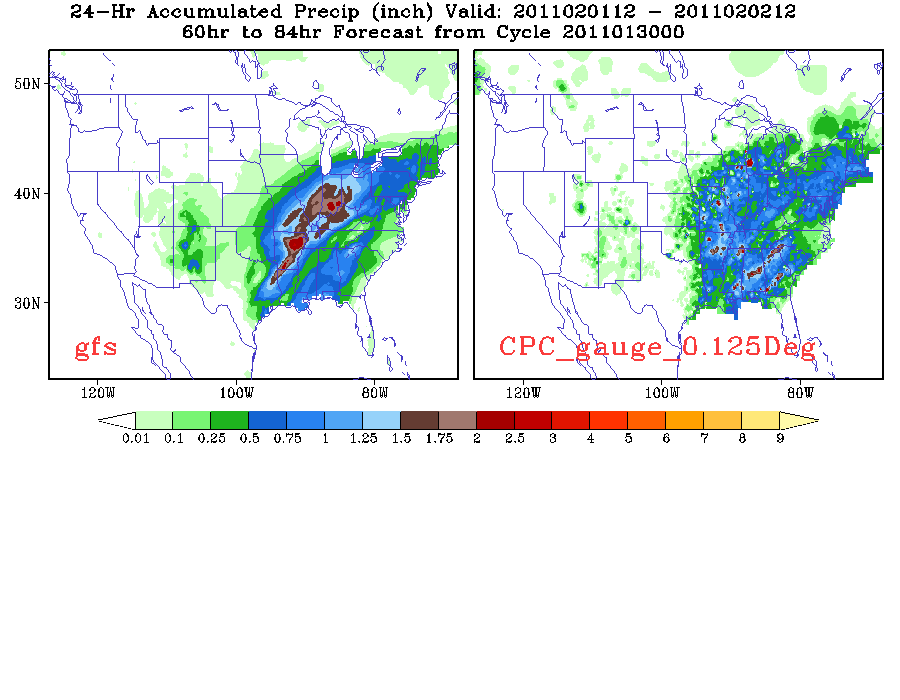 24-Hr Accumulated Precip (inch) Valid: 2011020112 - 2011020212
60hr to 84hr Forecast from Cycle 2011013000
50N
40N
30N
gfs
CPC_gauge_0.125Deg
120W 100W 80W 120W 100W 80W
0.01 0.1 0.25 0.5 0.75 1 1.25 1.5 1.75 2 2.5 3 4 5 6 7 8 9